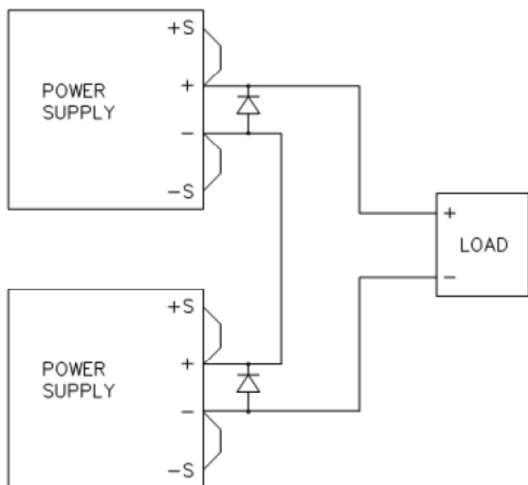 +S
POWER
SUPPLY
+
-
-S
+
LOAD
-
+S
POWER
SUPPLY
+
-
-S